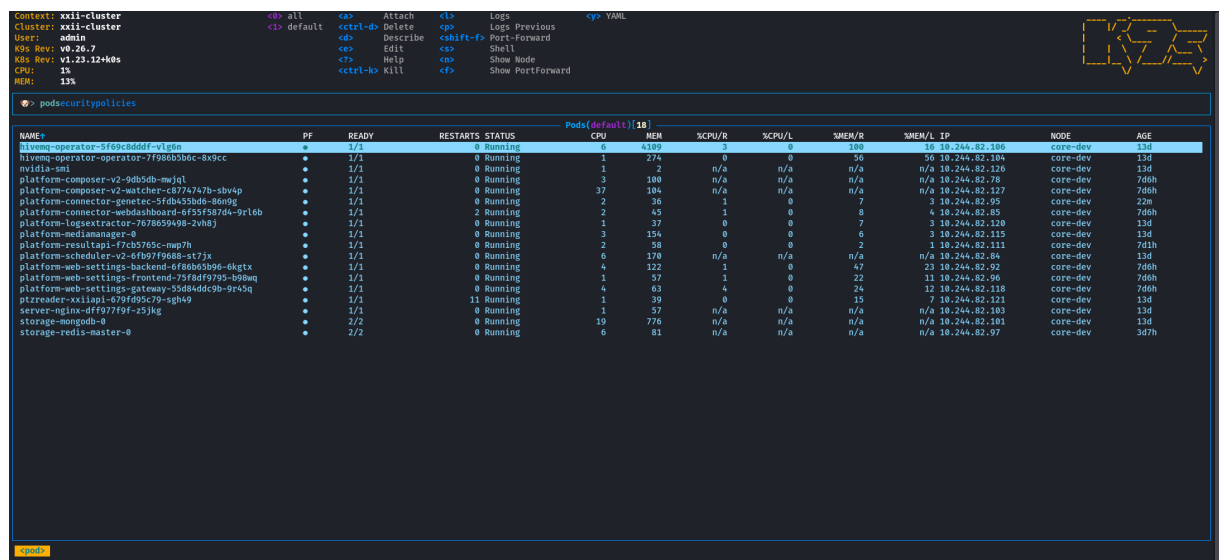 Context: xxii-cluster <0> all <a> Attach <l> Logs <y> YAML
Cluster: xxii-cluster <1> default <ctrl-d> Delete <p> Logs Previous
User: admin <d> Describe <shift-f> Port-Forward
K9s Rev: v0.26.7 <e> Edit <s> Shell
K8s Rev: v1.23.12+k0s <?> Help <n> Show Node
CPU: 1% <ctrl-k> Kill <f> Show PortForward
MEM: 13%
> podsecuritypolicies
Pods(default)[18]
NAME↑ PF READY RESTARTS STATUS CPU MEM %CPU/R %CPU/L %MEM/R %MEM/L IP NODE AGE
hivemq-operator-5f69c8dddf-vlg6n ● 1/1 0 Running 6 4109 3 0 100 16 10.244.82.106 core-dev 13d
hivemq-operator-operator-7f986b5b6c-8x9cc ● 1/1 0 Running 1 274 0 0 56 56 10.244.82.104 core-dev 13d
nvidia-smi ● 1/1 0 Running 1 2 n/a n/a n/a n/a 10.244.82.126 core-dev 13d
platform-composer-v2-9db5db-mwjql ● 1/1 0 Running 3 100 n/a n/a n/a n/a 10.244.82.78 core-dev 7d6h
platform-composer-v2-watcher-c8774747b-sbv4p ● 1/1 0 Running 37 104 n/a n/a n/a n/a 10.244.82.127 core-dev 7d6h
platform-connector-genetec-5fdb455bd6-86n9g ● 1/1 0 Running 2 36 1 0 7 3 10.244.82.95 core-dev 22m
platform-connector-webdashboard-6f55f587d4-9rl6b ● 1/1 2 Running 2 45 1 0 8 4 10.244.82.85 core-dev 7d6h
platform-logsextractor-7678659498-2vh8j ● 1/1 0 Running 1 37 0 0 7 3 10.244.82.120 core-dev 13d
platform-mediamanager-0 ● 1/1 0 Running 3 154 0 0 6 3 10.244.82.115 core-dev 13d
platform-resultapi-f7cb5765c-nwp7h ● 1/1 0 Running 2 58 0 0 2 1 10.244.82.111 core-dev 7d1h
platform-scheduler-v2-6fb97f9688-st7jx ● 1/1 0 Running 6 170 n/a n/a n/a n/a 10.244.82.84 core-dev 13d
platform-web-settings-backend-6f86b65b96-6kgtx ● 1/1 0 Running 4 122 1 0 47 23 10.244.82.92 core-dev 7d6h
platform-web-settings-frontend-75f8df9795-b98wq ● 1/1 0 Running 1 57 1 0 22 11 10.244.82.96 core-dev 7d6h
platform-web-settings-gateway-55d84ddc9b-9r45q ● 1/1 0 Running 4 63 4 0 24 12 10.244.82.118 core-dev 7d6h
ptzreader-xxiiapi-679fd95c79-sgh49 ● 1/1 11 Running 1 39 0 0 15 7 10.244.82.121 core-dev 13d
server-nginx-dff977f9f-z5jkg ● 1/1 0 Running 1 57 n/a n/a n/a n/a 10.244.82.103 core-dev 13d
storage-mongodb-0 ● 2/2 0 Running 19 776 n/a n/a n/a n/a 10.244.82.101 core-dev 13d
storage-redis-master-0 ● 2/2 0 Running 6 81 n/a n/a n/a n/a 10.244.82.97 core-dev 3d7h
<pod>